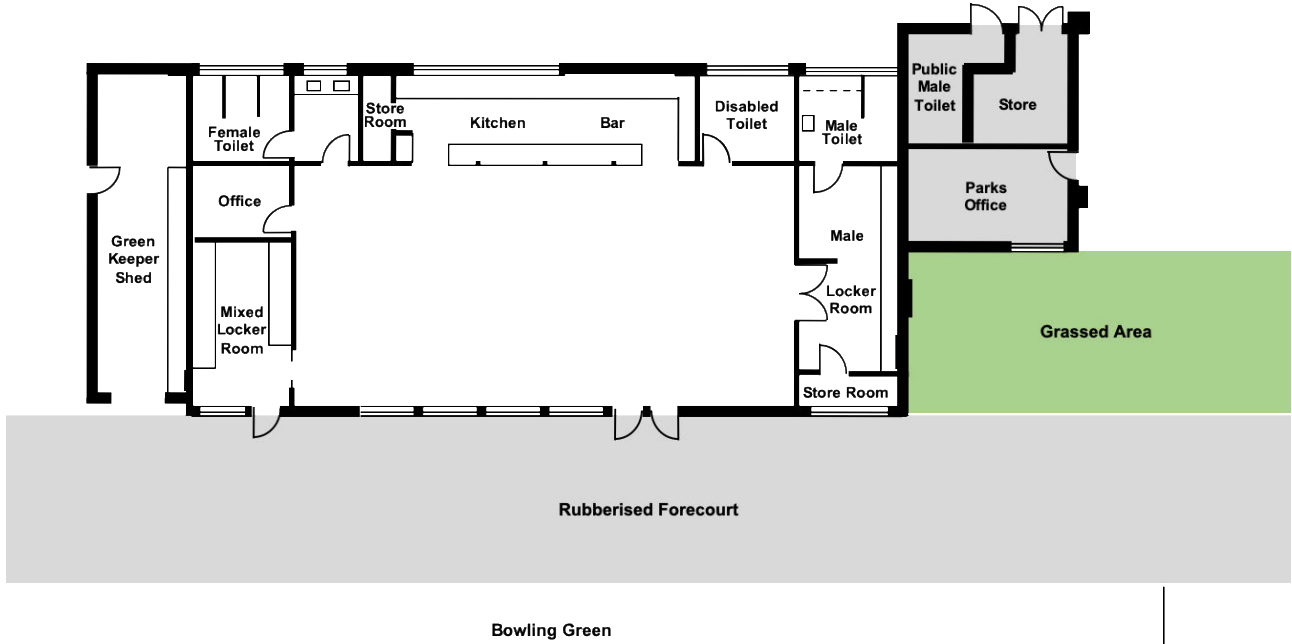 Public
Male
Toilet
Store
Store
Room
Kitchen
Bar
Disabled
Toilet
Female
Toilet
Male
Toilet
Office
Parks
Office
Green
Keeper
Shed
Male
Locker
Room
Mixed
Locker
Room
Grassed Area
Store Room
Rubberised Forecourt
Bowling Green